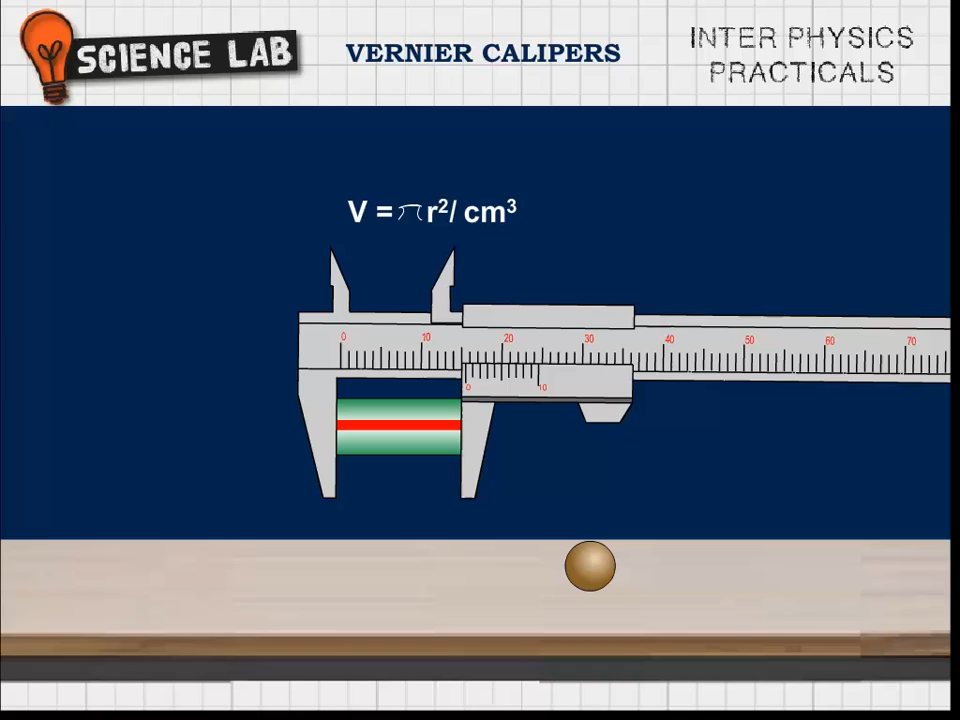 SCIENCE LAB
VERNIER CALIPERS
INTER PHYSICS
PRACTICALS
V = πr²/ cm³
0 10 20 30 40 50 60 70
0 10